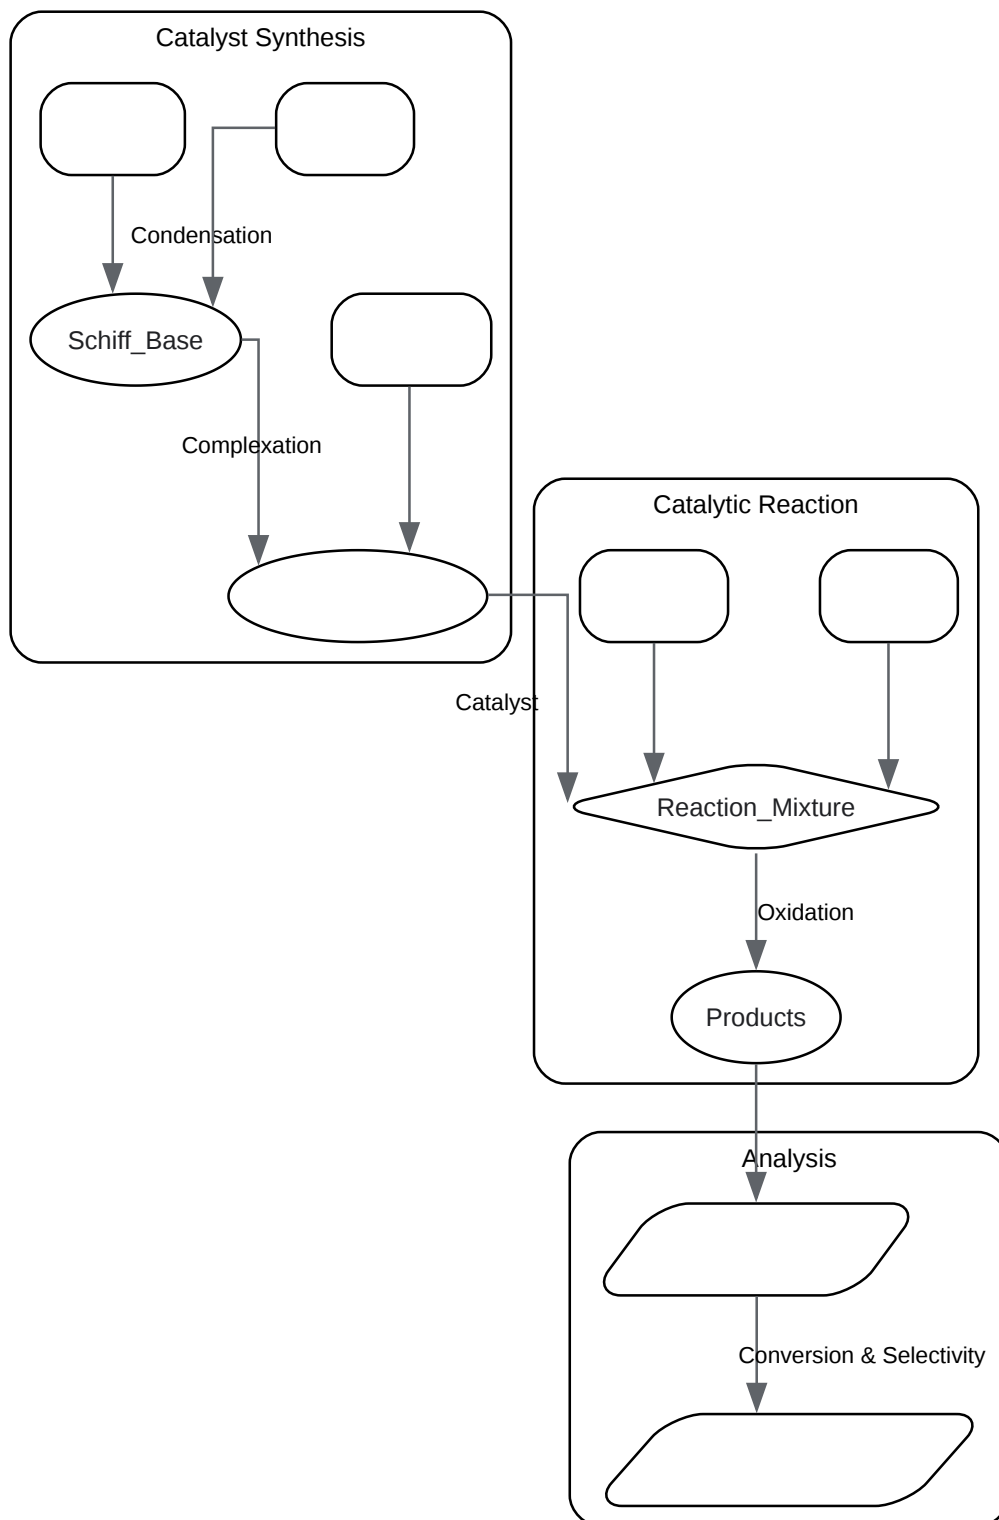 Catalyst Synthesis
Condensation
Schiff_Base
Complexation
Catalytic Reaction
Catalyst
Reaction_Mixture
Oxidation
Products
Analysis
Conversion & Selectivity